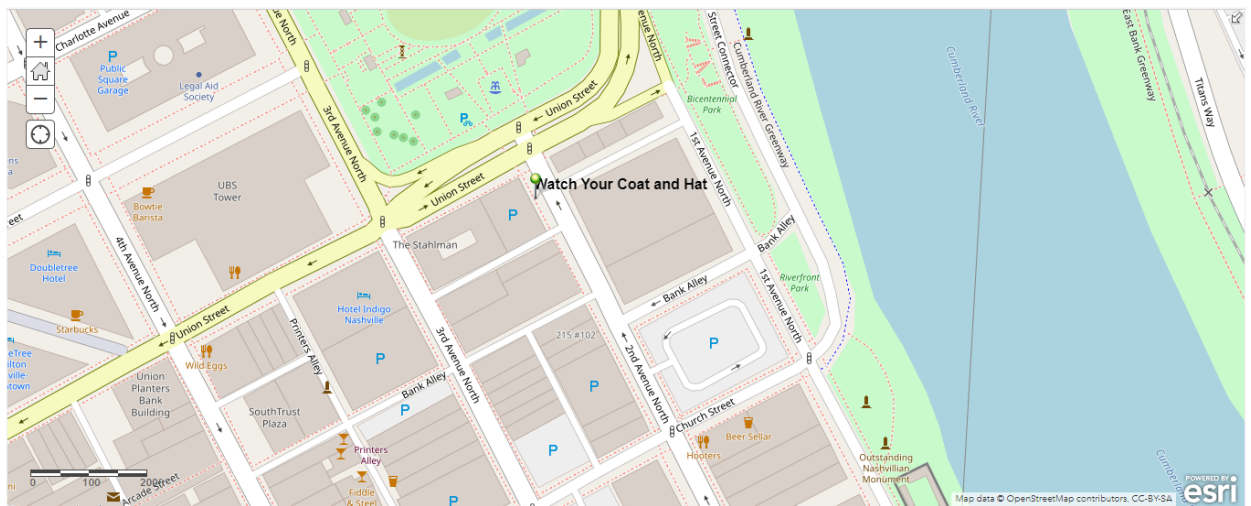 Charlotte Avenue
P
Public
Square
Garage
Legal Aid
Society
3rd Avenue North
Union Street
Bicentennial
Park
Street Connector
Cumberland River Greenway
Cumberland River
East Bank Greenway
Titans Way
1st Avenue North
UBS
Tower
Bowtie
Barista
Union Street
Watch Your Coat and Hat
P
The Stahlman
Doubletree
Hotel
4th Avenue North
Bank Alley
Riverfront
Park
1st Avenue North
Bank Alley
Starbucks
Union Street
Hotel Indigo
Nashville
P
Printers Alley
3rd Avenue North
215 #102
2nd Avenue North
P
Wild Eggs
Union
Planters
Bank
Building
SouthTrust
Plaza
Bank Alley
P
P
Church Street
Beer Sellar
Hooters
Printers
Alley
P
Fiddle
& Steel
P
Outstanding
Nashvillian
Monument
0 100
Arcade Street
Map data © OpenStreetMap contributors, CC-BY-SA
POWERED BY
esri